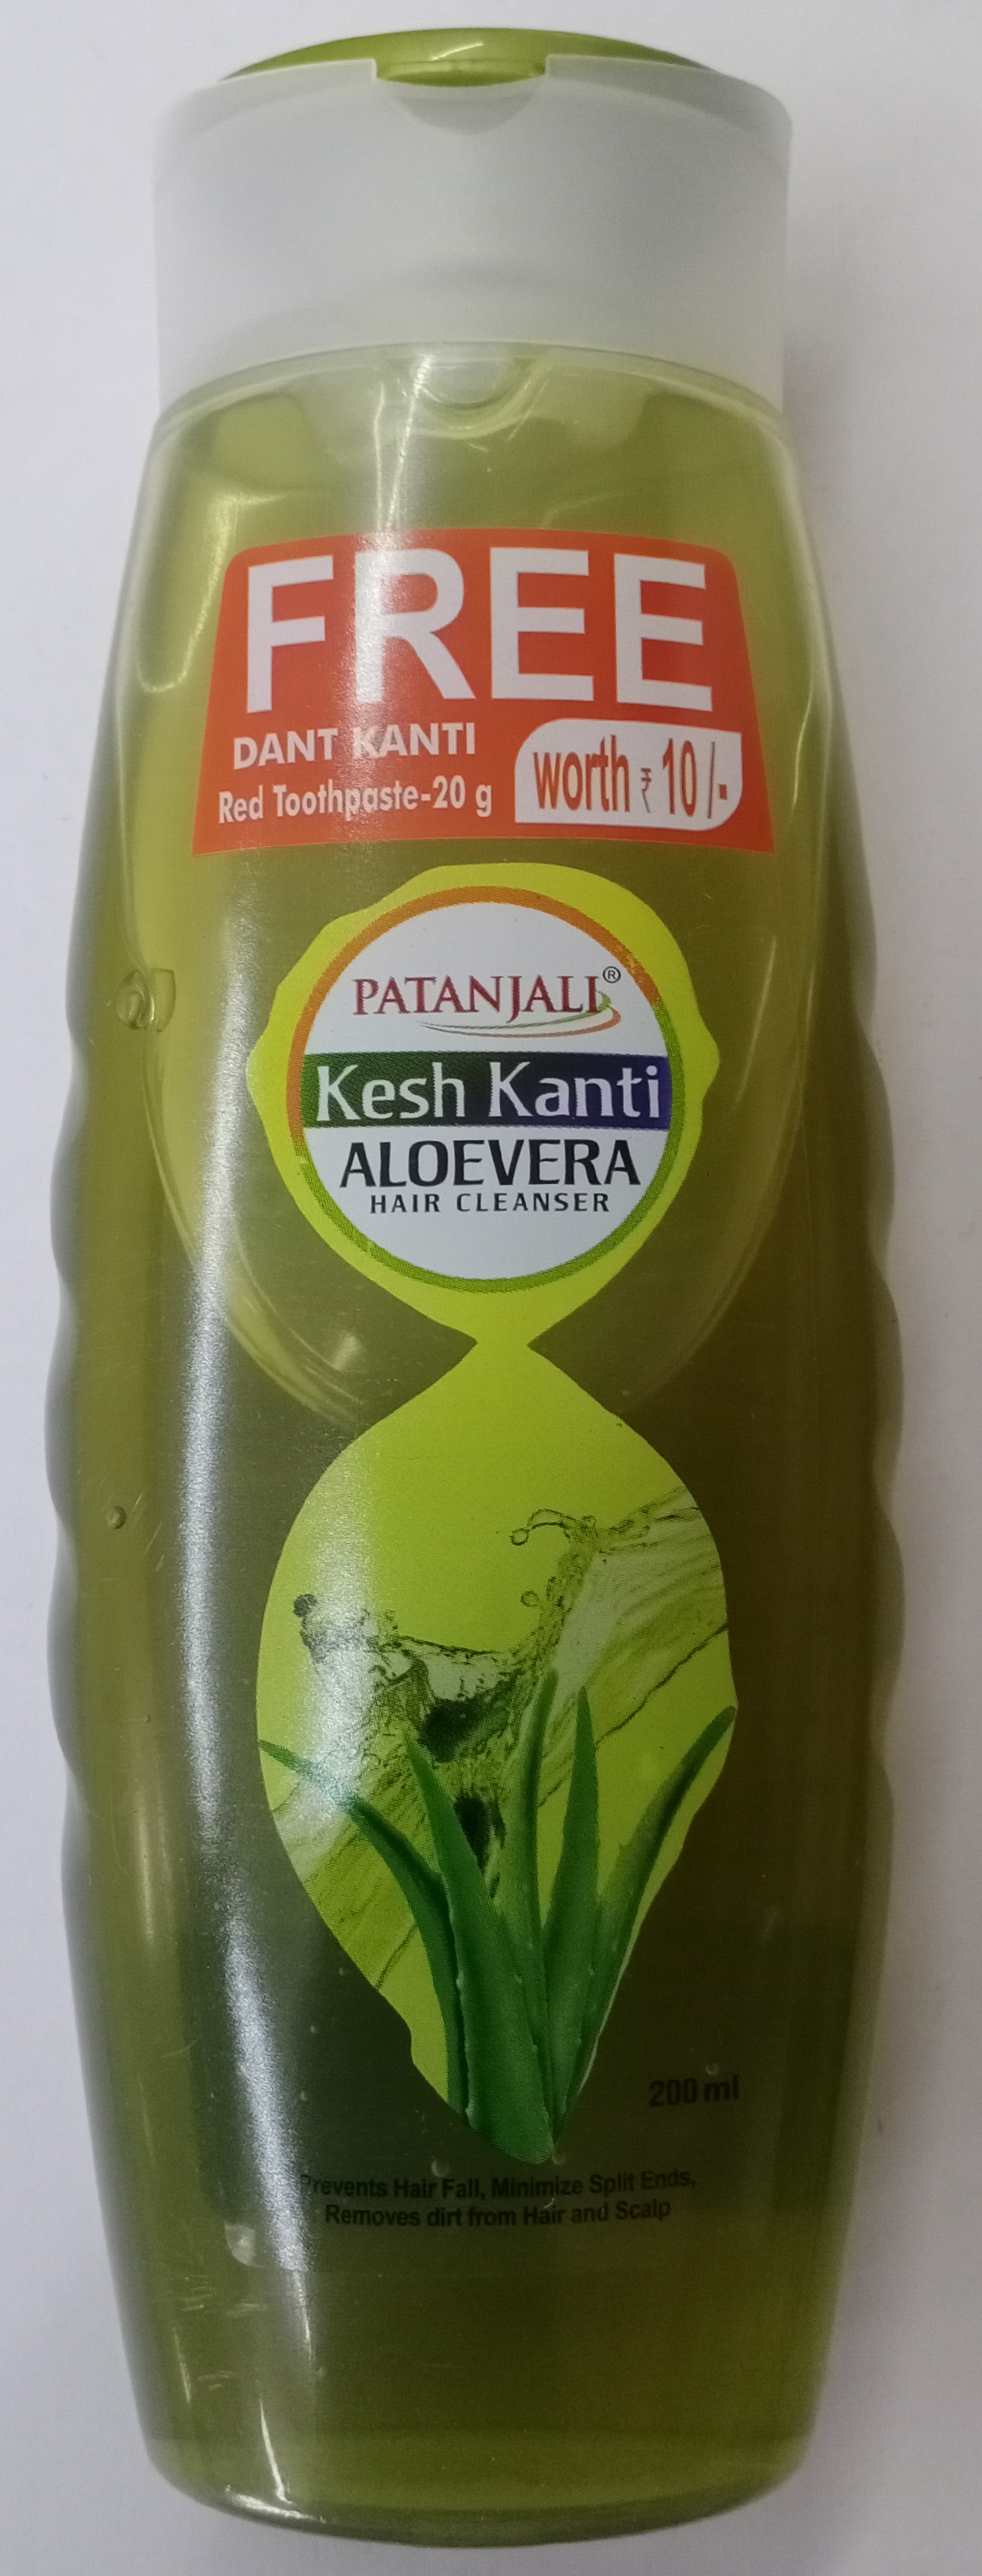 FREE
DANT KANTI
Red Toothpaste-20 g
worth ₹ 10/-
PATANJALI®
Kesh Kanti
ALOEVERA
HAIR CLEANSER
200 ml
Prevents Hair Fall, Minimize Split Ends,
Removes dirt from Hair and Scalp